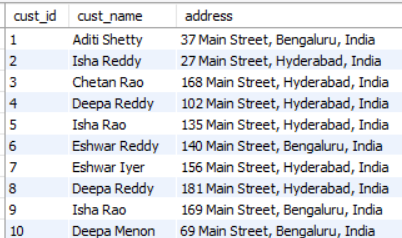 cust_id cust_name address
1 Aditi Shetty 37 Main Street, Bengaluru, India
2 Isha Reddy 27 Main Street, Hyderabad, India
3 Chetan Rao 168 Main Street, Hyderabad, India
4 Deepa Reddy 102 Main Street, Hyderabad, India
5 Isha Rao 135 Main Street, Hyderabad, India
6 Eshwar Reddy 140 Main Street, Bengaluru, India
7 Eshwar Iyer 156 Main Street, Hyderabad, India
8 Deepa Reddy 181 Main Street, Hyderabad, India
9 Isha Rao 169 Main Street, Bengaluru, India
10 Deepa Menon 69 Main Street, Bengaluru, India